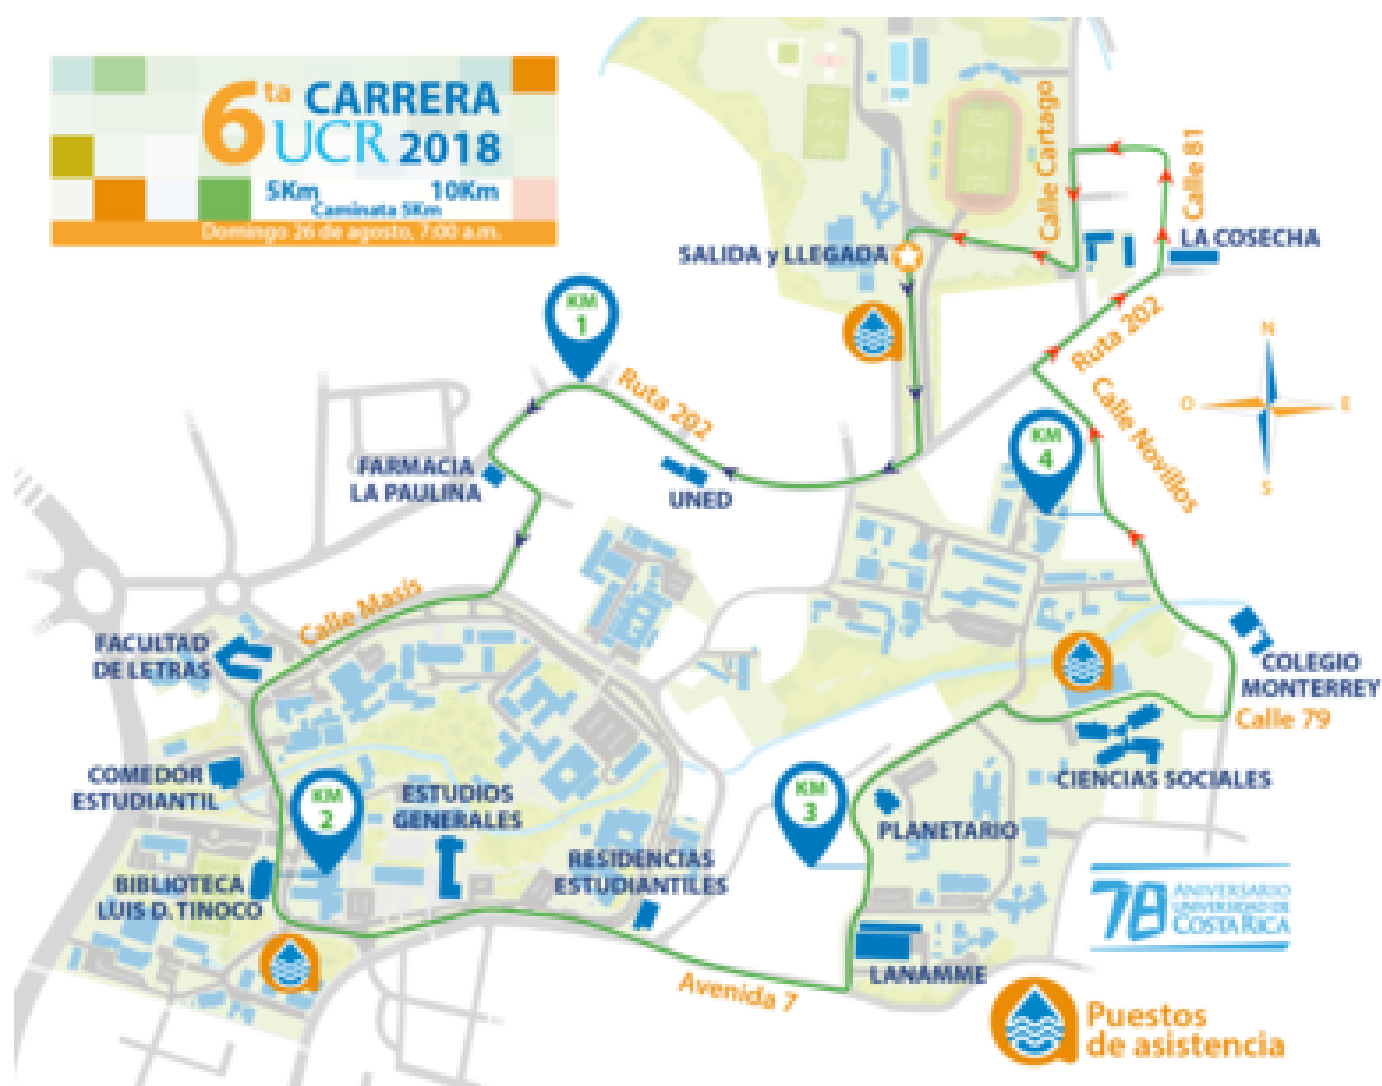 6ta CARRERA
UCR 2018
5Km 10Km
Caminata 5Km
Domingo 26 de agosto, 7:00 a.m.
Calle Cartago
Calle 81
LA COSECHA
SALIDA y LLEGADA
KM
1
Ruta 202
Ruta 202
N
O E
S
Calle Novillos
KM
4
FARMACIA
LA PAULINA
UNED
Calle Masís
FACULTAD
DE LETRAS
COLEGIO
MONTERREY
Calle 79
COMEDOR
ESTUDIANTIL
KM
2
ESTUDIOS
GENERALES
KM
3
CIENCIAS SOCIALES
PLANETARIO
RESIDENCIAS
ESTUDIANTILES
BIBLIOTECA
LUIS D. TINOCO
78 ANIVERSARIO
UNIVERSIDAD DE
COSTA RICA
LANAMME
Avenida 7
Puestos
de asistencia